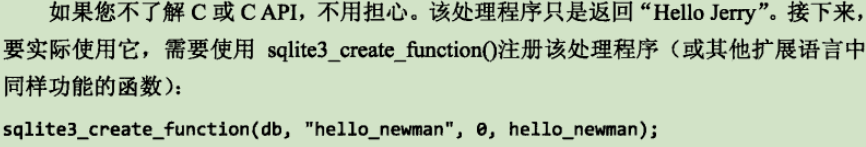 如果您不了解 C 或 C API，不用担心。该处理程序只是返回“Hello Jerry”。接下来，
要实际使用它，需要使用 sqlite3_create_function()注册该处理程序（或其他扩展语言中
同样功能的函数）：
sqlite3_create_function(db, "hello_newman", 0, hello_newman);